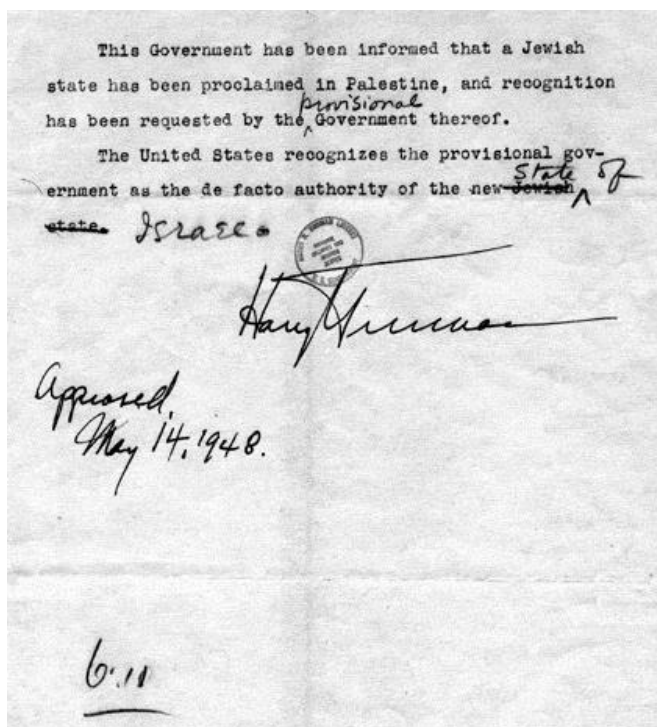 This Government has been informed that a Jewish
state has been proclaimed in Palestine, and recognition
provisional
has been requested by the ^ Government thereof.
The United States recognizes the provisional gov-
State of
ernment as the de facto authority of the new Jewish ^
state. Israel.
Harry Truman
Approved,
May 14, 1948.
6.11